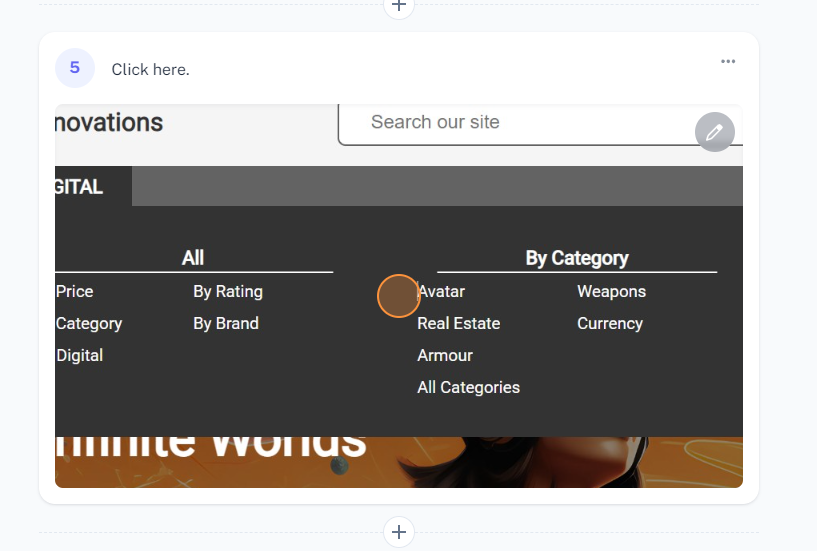 5 Click here.
novations
Search our site
GITAL
All By Category
Price By Rating Avatar Weapons
Category By Brand Real Estate Currency
Digital Armour
All Categories
nfinite Worlds